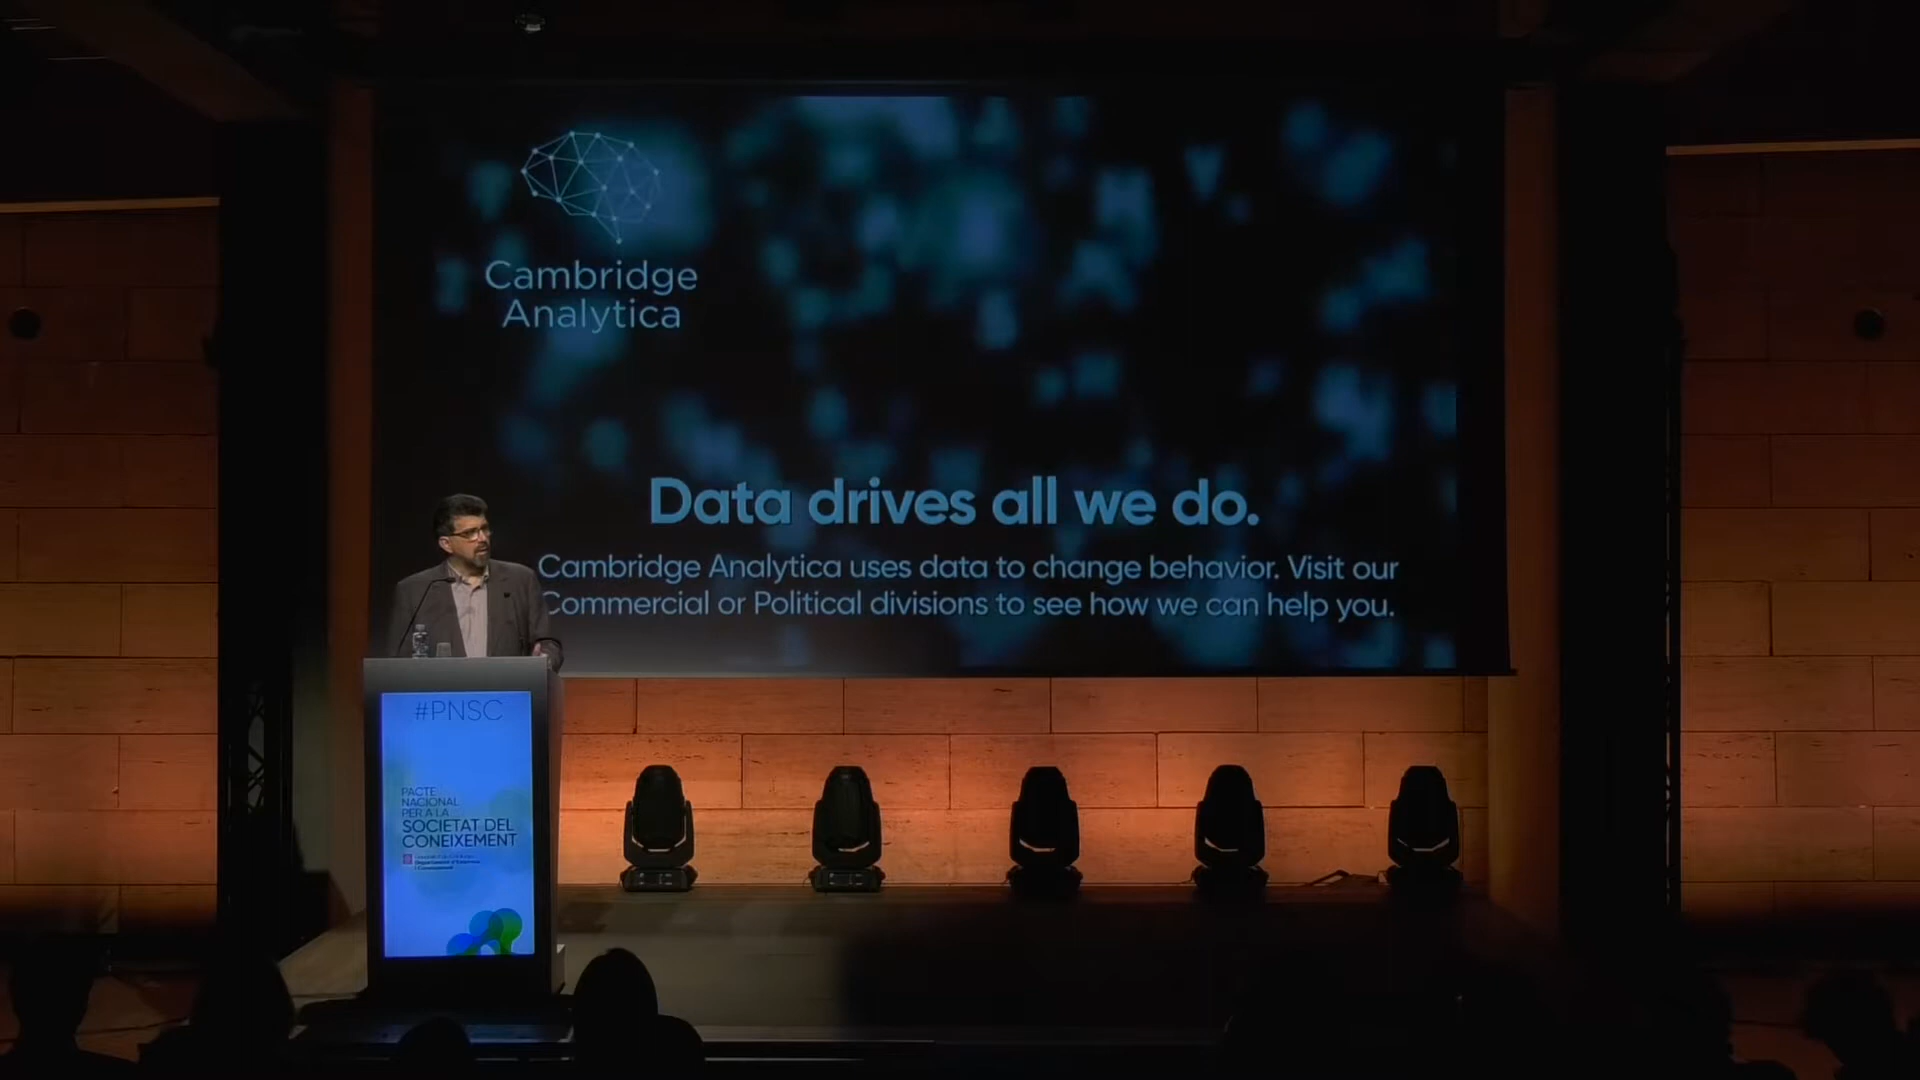 Cambridge
Analytica
Data drives all we do.
Cambridge Analytica uses data to change behavior. Visit our
Commercial or Political divisions to see how we can help you.
#PNSC
PACTE
NACIONAL
PER A LA
SOCIETAT DEL
CONEIXEMENT